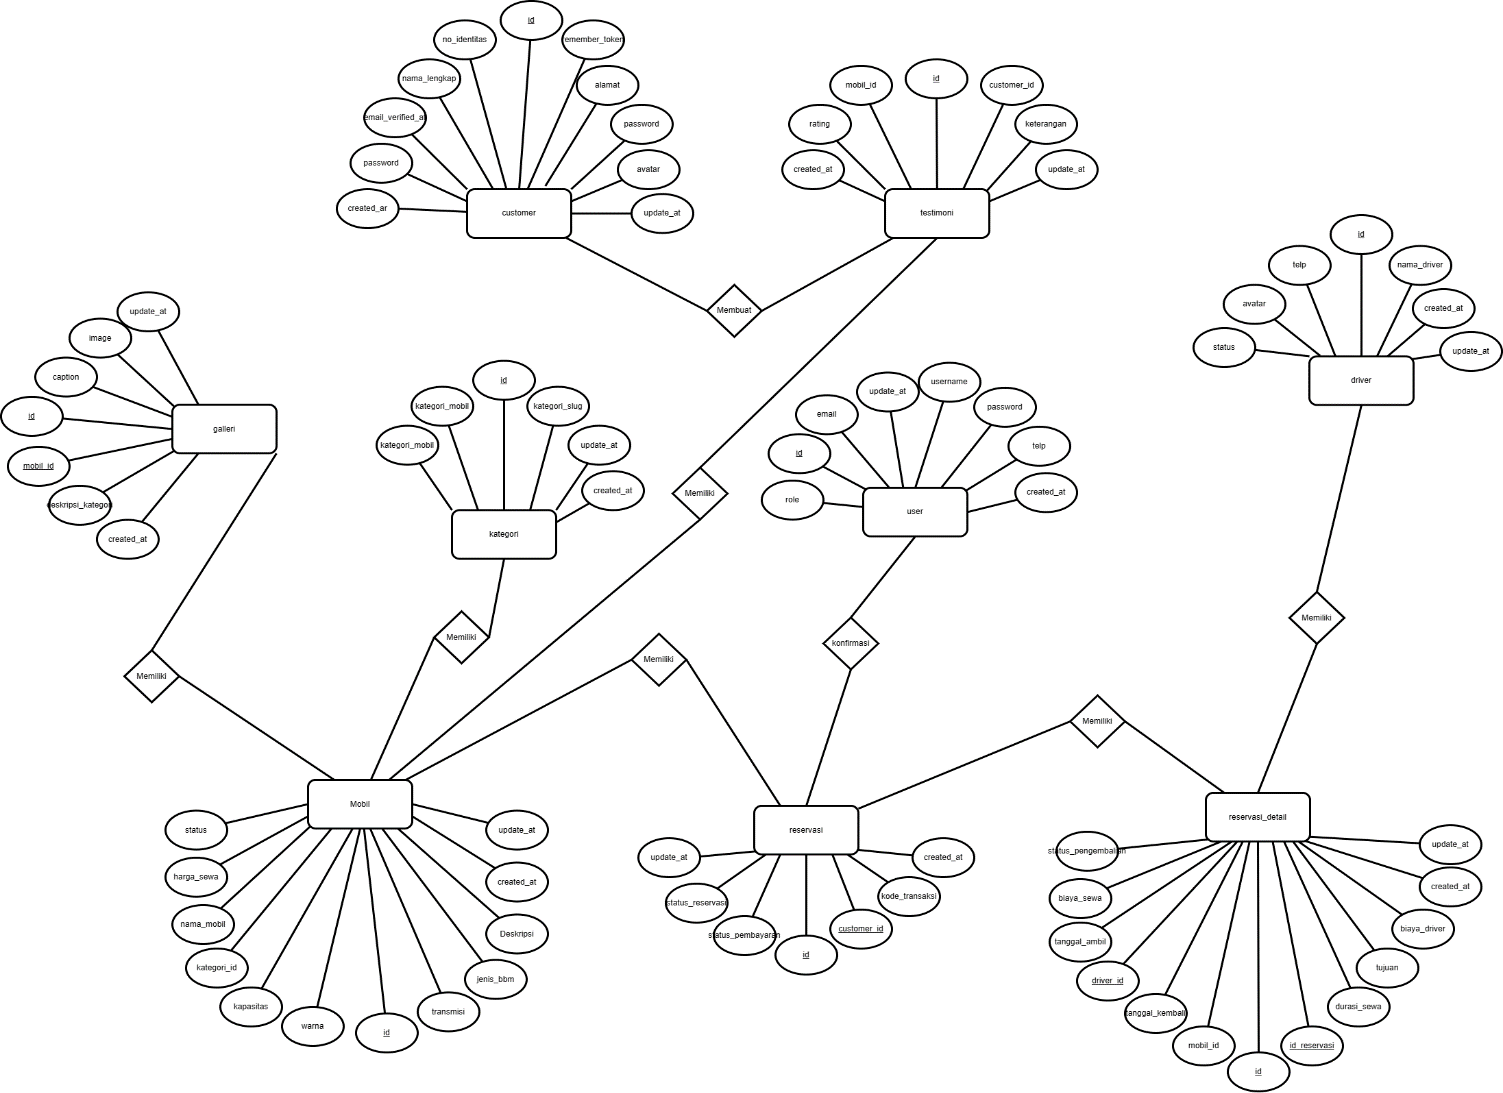 id
no_identitas
emember_token
nama_lengkap
alamat
email_verified_a
password
password
avatar
created_ar
update_at
customer
id
mobil_id
customer_id
rating
keterangan
created_at
update_at
testimoni
Membuat
id
telp
nama_driver
avatar
created_at
status
update_at
driver
update_at
image
caption
id
mobil_id
deskripsi_kategori
created_at
galleri
id
kategori_mobil
kategori_slug
kategori_mobil
update_at
created_at
kategori
Memiliki
username
update_at
password
email
telp
id
created_at
role
user
Memiliki
Memiliki
Memiliki
konfirmasi
Memiliki
Memiliki
Mobil
status
update_at
harga_sewa
created_at
nama_mobil
Deskripsi
kategori_id
jenis_bbm
kapasitas
transmisi
warna
id
reservasi
update_at
created_at
status_reservasi
kode_transaksi
status_pembayaran
customer_id
id
reservasi_detail
status_pengembalian
update_at
biaya_sewa
created_at
tanggal_ambil
biaya_driver
driver_id
tujuan
tanggal_kembali
durasi_sewa
mobil_id
id_reservasi
id